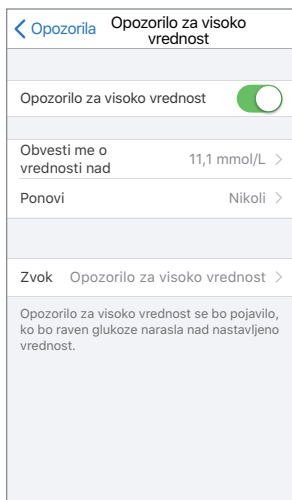 Opozorila
Opozorilo za visoko
vrednost
Opozorilo za visoko vrednost
Obvesti me o
vrednosti nad
11,1 mmol/L
Ponovi
Nikoli
Zvok
Opozorilo za visoko vrednost
Opozorilo za visoko vrednost se bo pojavilo,
ko bo raven glukoze narasla nad nastavljeno
vrednost.